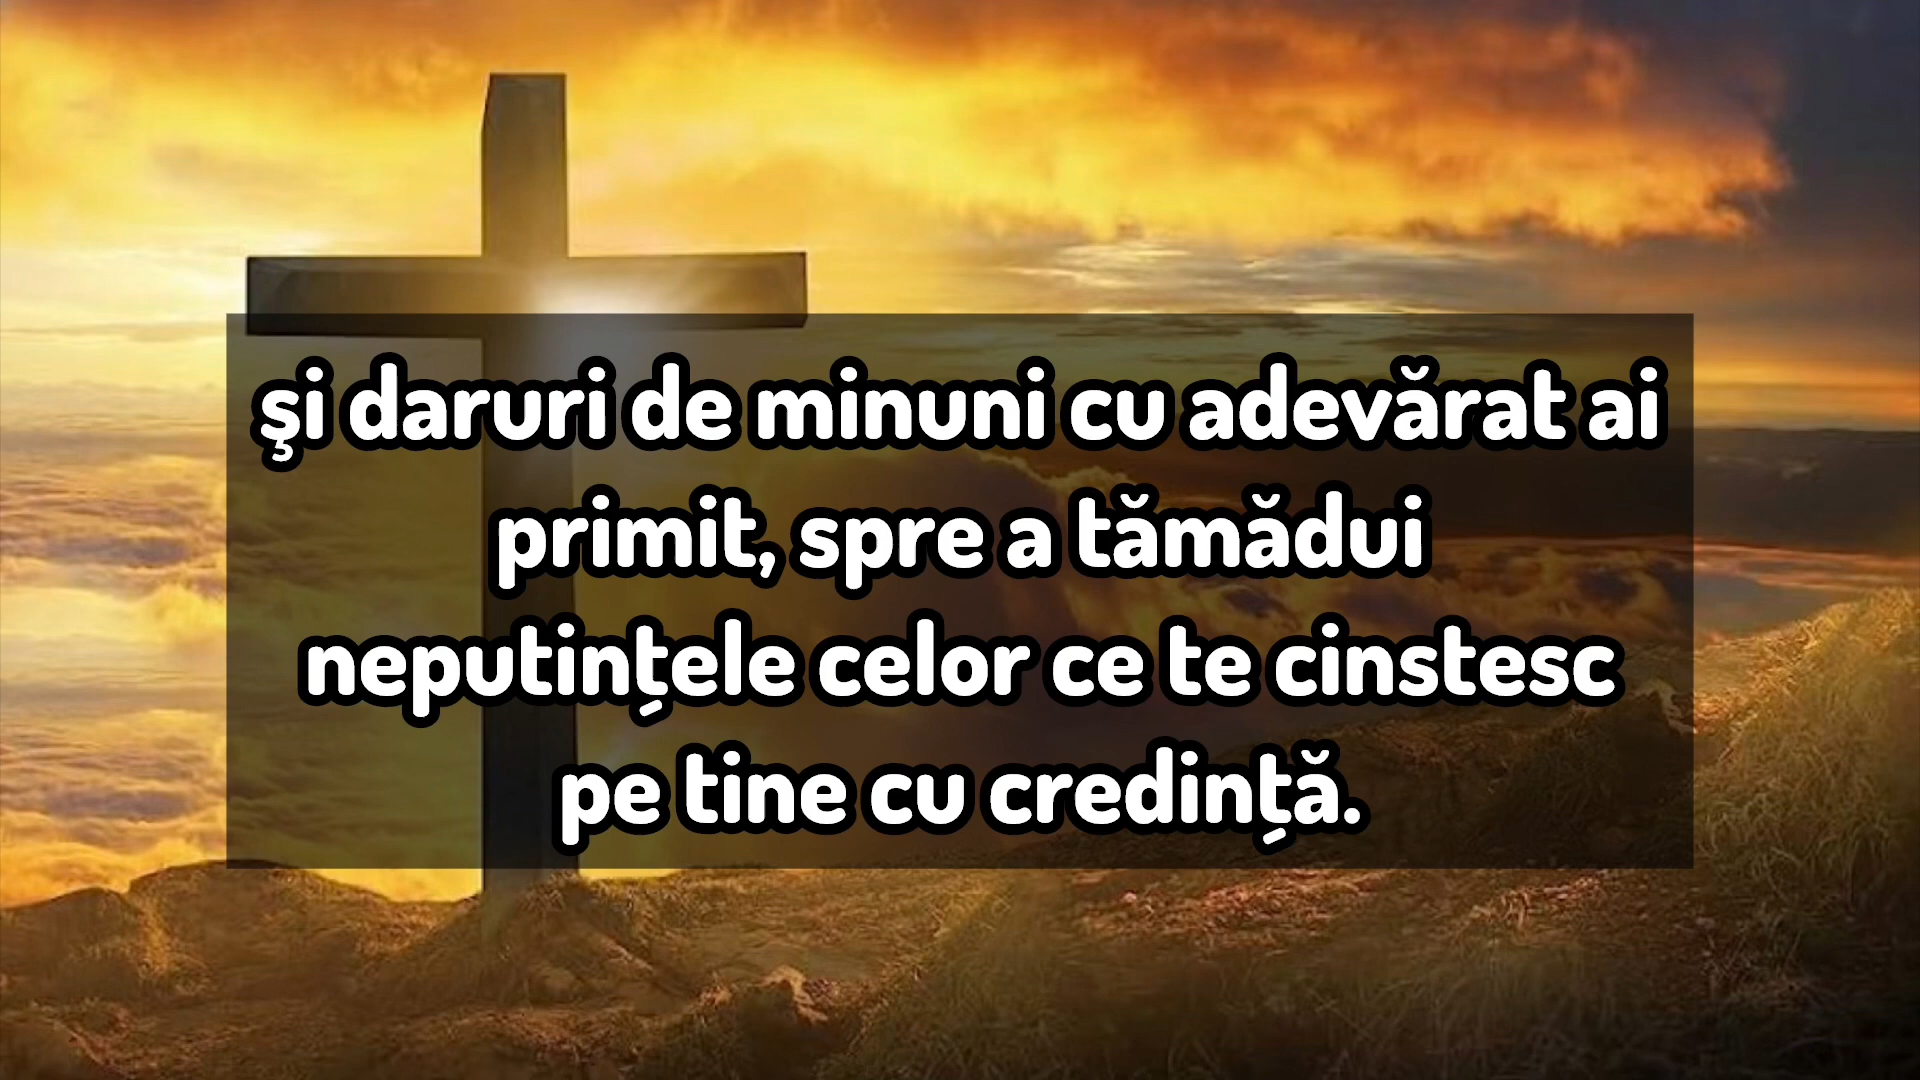 şi daruri de minuni cu adevărat ai
primit, spre a tămădui
neputinţele celor ce te cinstesc
pe tine cu credinţă.